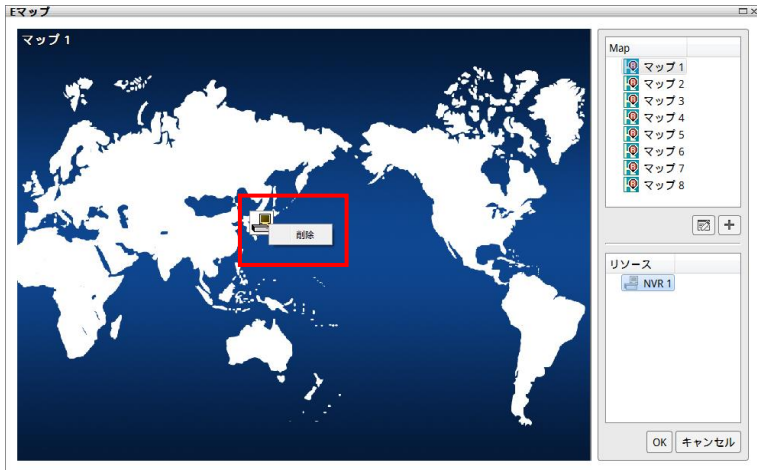 Eマップ
マップ 1
削除
Map
マップ 1
マップ 2
マップ 3
マップ 4
マップ 5
マップ 6
マップ 7
マップ 8
リソース
NVR 1
OK キャンセル